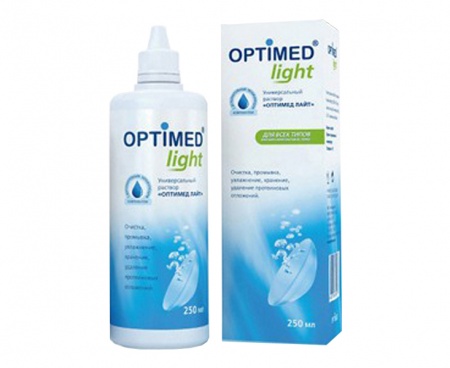 OPTIMED®
light
Универсальный
раствор
«ОПТИМЕД ЛАЙТ»
Очистка,
промывка,
увлажнение,
хранение,
удаление
протеиновых
отложений.
250 мл
OPTIMED®
light
Универсальный
раствор
«ОПТИМЕД ЛАЙТ»
ДЛЯ ВСЕХ ТИПОВ
Очистка, промывка,
увлажнение, хранение,
удаление протеиновых
отложений.
250 мл